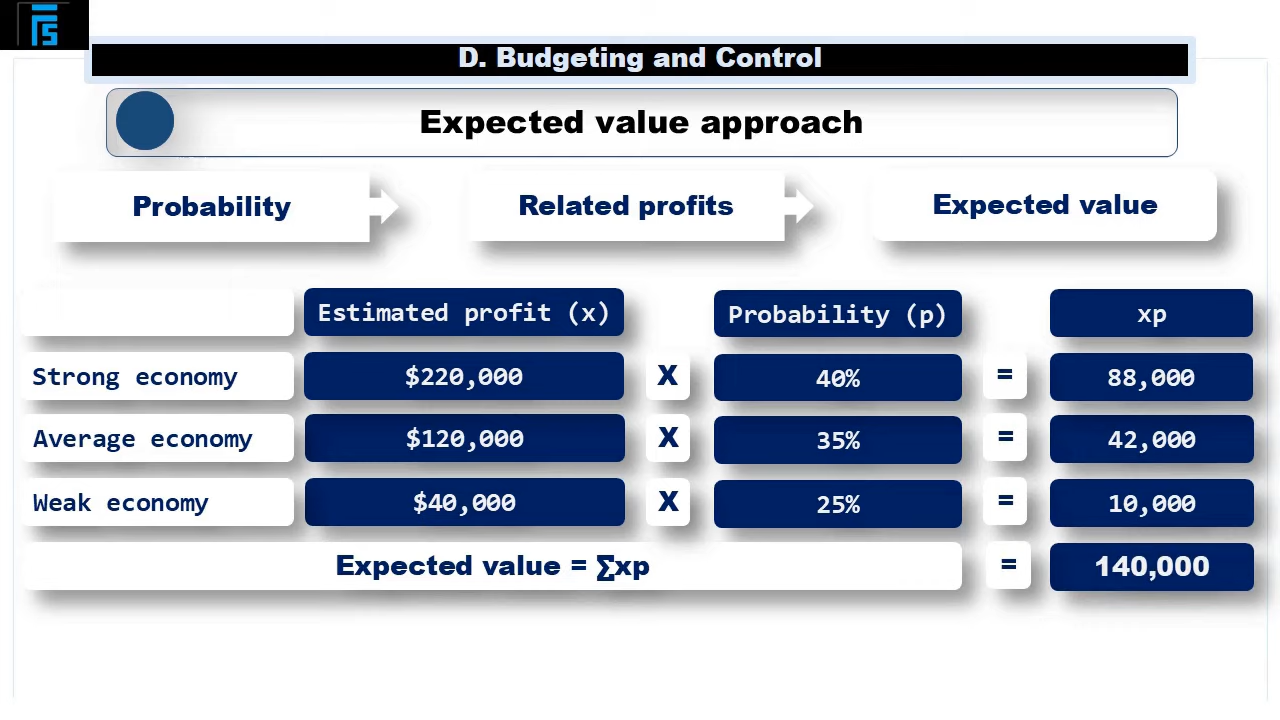 D. Budgeting and Control
Expected value approach
Probability
Related profits
Expected value
Estimated profit (x)
Probability (p)
xp
Strong economy
$220,000
X
40%
=
88,000
Average economy
$120,000
X
35%
=
42,000
Weak economy
$40,000
X
25%
=
10,000
Expected value = ∑xp
=
140,000